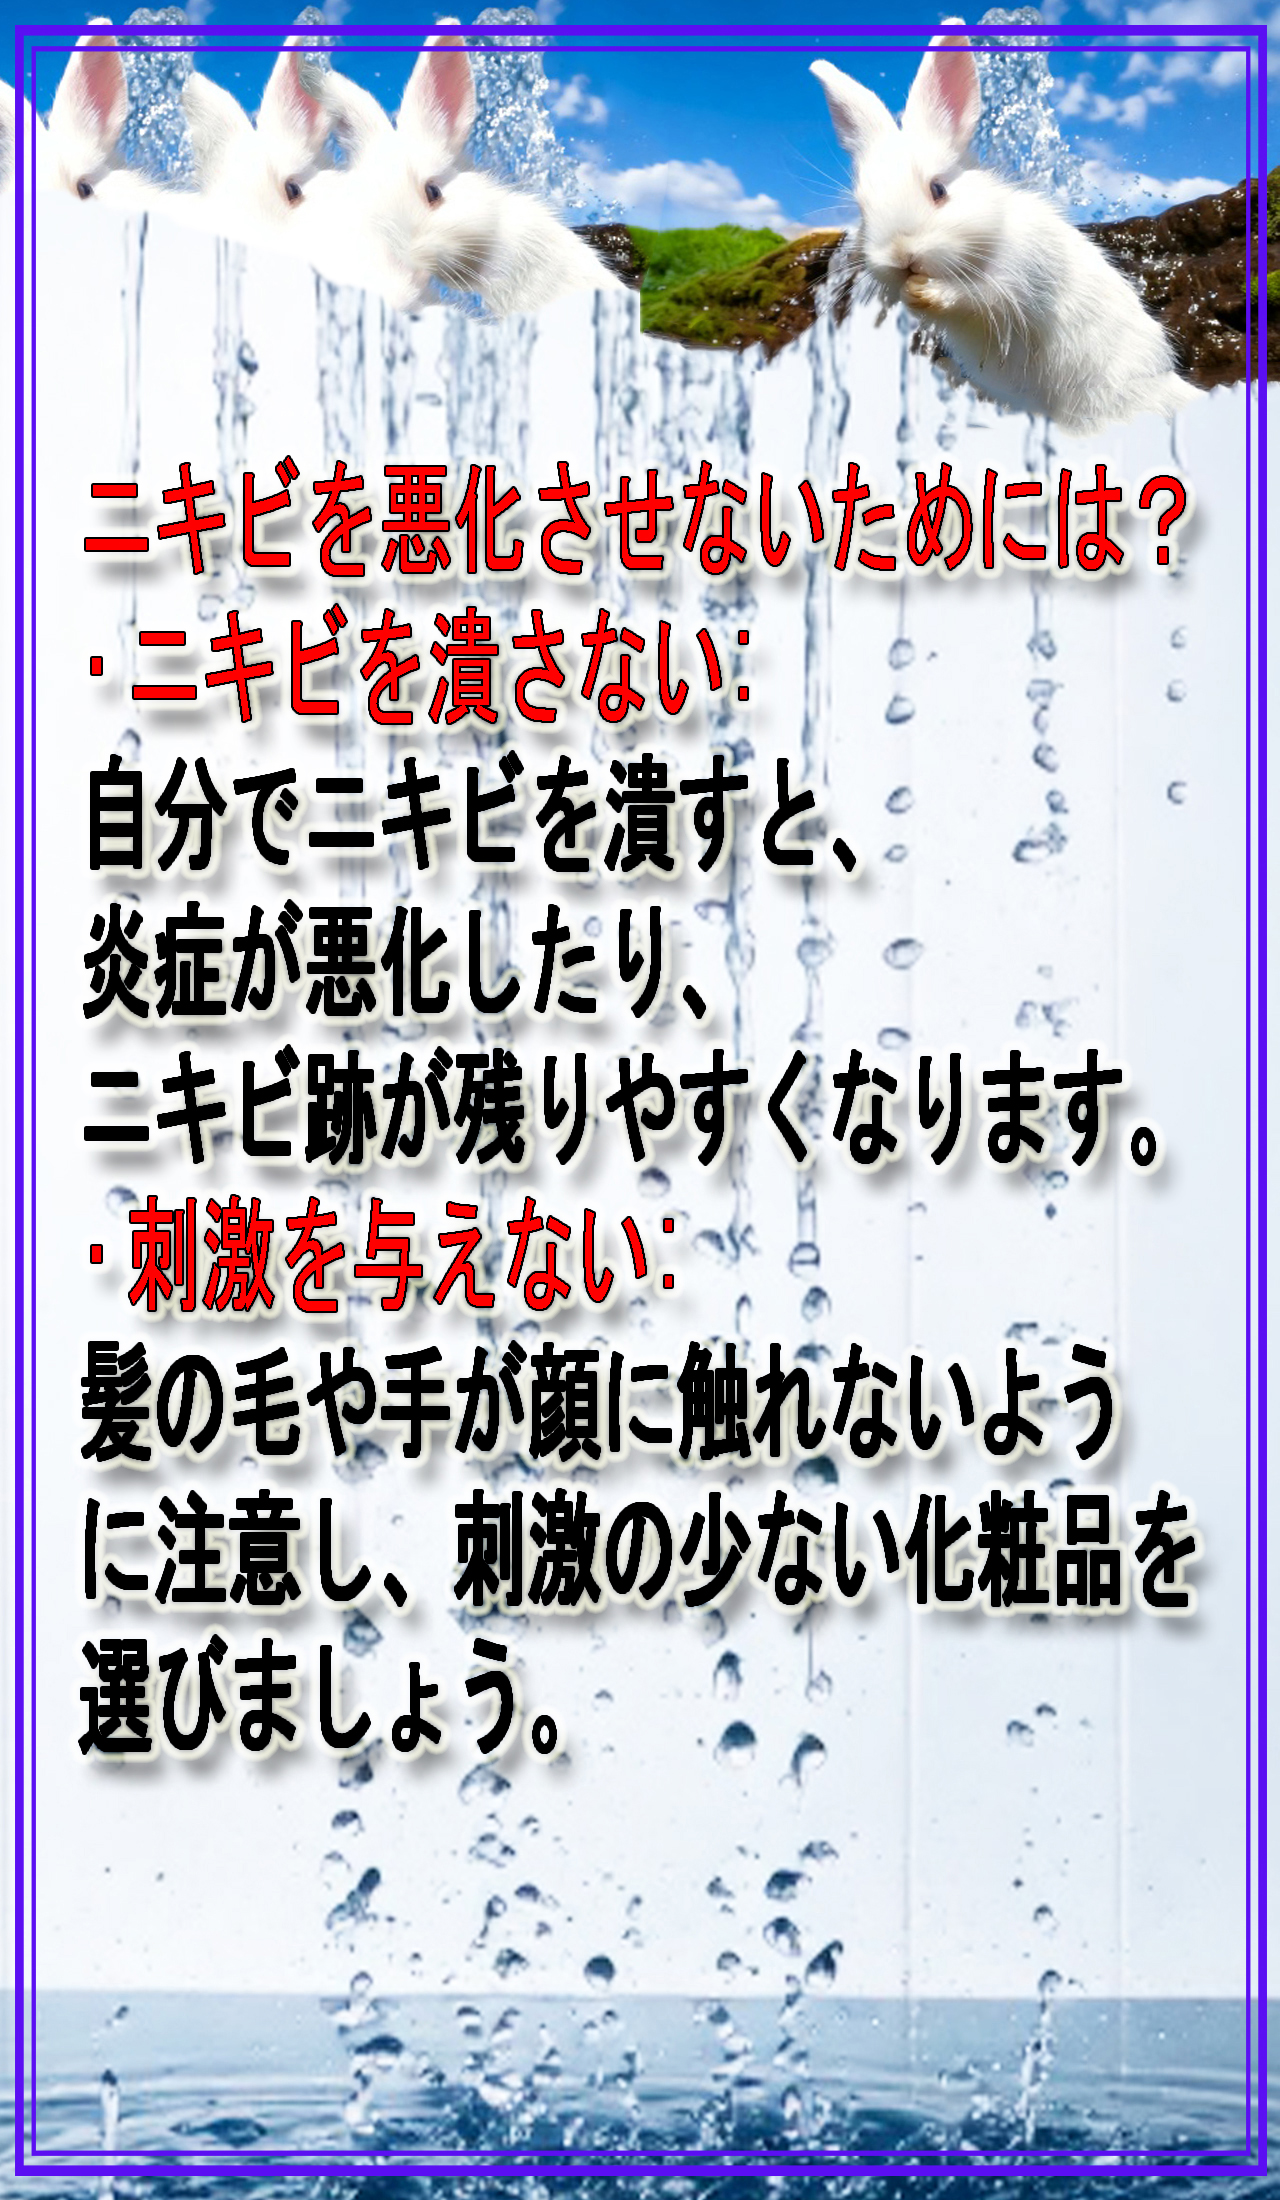 ニキビを悪化させないためには？
・ニキビを潰さない:
自分でニキビを潰すと、
炎症が悪化したり、
ニキビ跡が残りやすくなります。
・刺激を与えない:
髪の毛や手が顔に触れないよう
に注意し、刺激の少ない化粧品を
選びましょう。